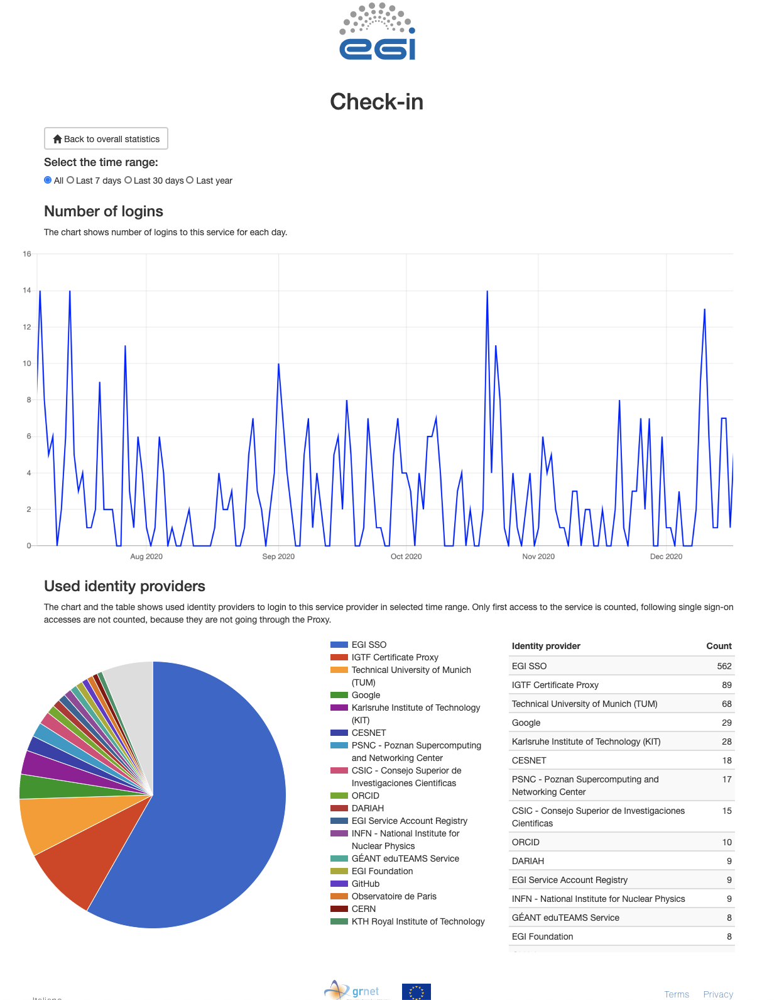 egi
Check-in
Back to overall statistics
Select the time range:
All Last 7 days Last 30 days Last year
Number of logins
The chart shows number of logins to this service for each day.
16
14
12
10
8
6
4
2
0
Aug 2020 Sep 2020 Oct 2020 Nov 2020 Dec 2020
Used identity providers
The chart and the table shows used identity providers to login to this service provider in selected time range. Only first access to the service is counted, following single sign-on
accesses are not counted, because they are not going through the Proxy.
EGI SSO
IGTF Certificate Proxy
Technical University of Munich
(TUM)
Google
Karlsruhe Institute of Technology
(KIT)
CESNET
PSNC - Poznan Supercomputing
and Networking Center
CSIC - Consejo Superior de
Investigaciones Cientificas
ORCID
DARIAH
EGI Service Account Registry
INFN - National Institute for
Nuclear Physics
GÉANT eduTEAMS Service
EGI Foundation
GitHub
Observatoire de Paris
CERN
KTH Royal Institute of Technology
Identity provider Count
EGI SSO 562
IGTF Certificate Proxy 89
Technical University of Munich (TUM) 68
Google 29
Karlsruhe Institute of Technology (KIT) 28
CESNET 18
PSNC - Poznan Supercomputing and 17
Networking Center
CSIC - Consejo Superior de Investigaciones 15
Cientificas
ORCID 10
DARIAH 9
EGI Service Account Registry 9
INFN - National Institute for Nuclear Physics 9
GÉANT eduTEAMS Service 8
EGI Foundation 8
grnet
Terms Privacy